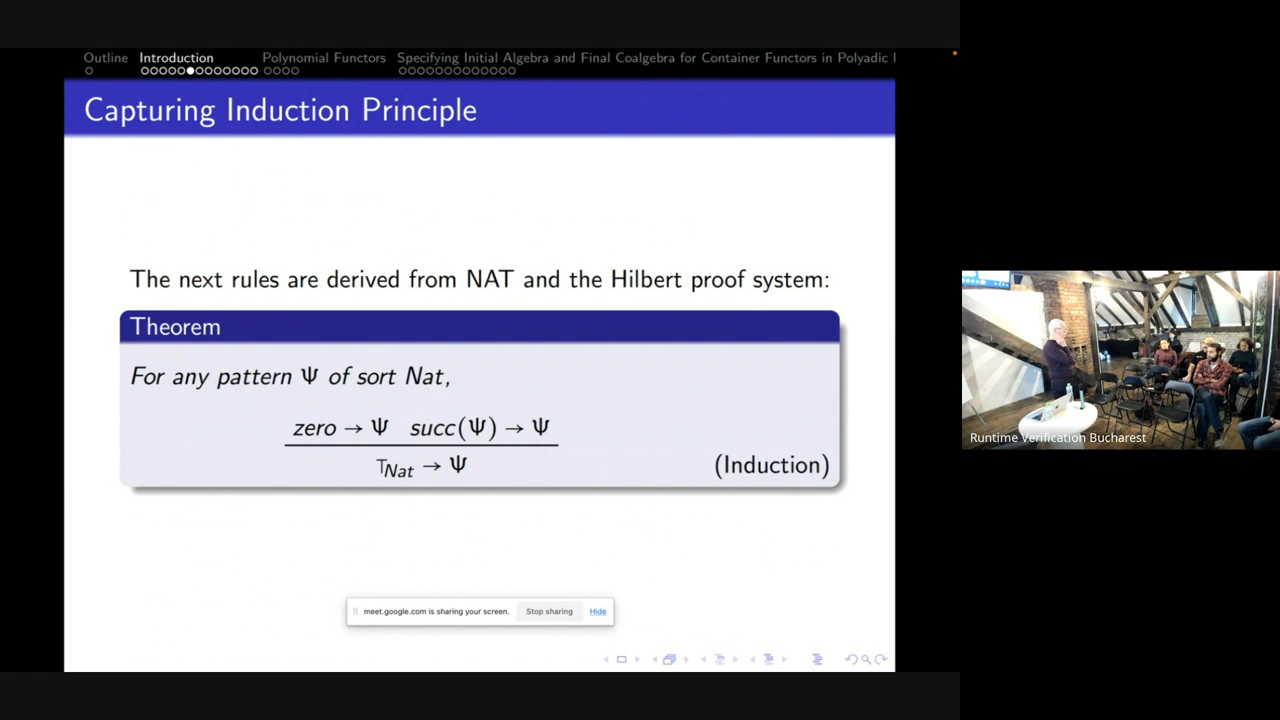 Outline Introduction Polynomial Functors Specifying Initial Algebra and Final Coalgebra for Container Functors in Polyadic
Capturing Induction Principle
The next rules are derived from NAT and the Hilbert proof system:
Theorem
For any pattern Ψ of sort Nat,
zero → Ψ succ(Ψ) → Ψ
⊤Nat → Ψ
(Induction)
meet.google.com is sharing your screen. Stop sharing Hide
Runtime Verification Bucharest